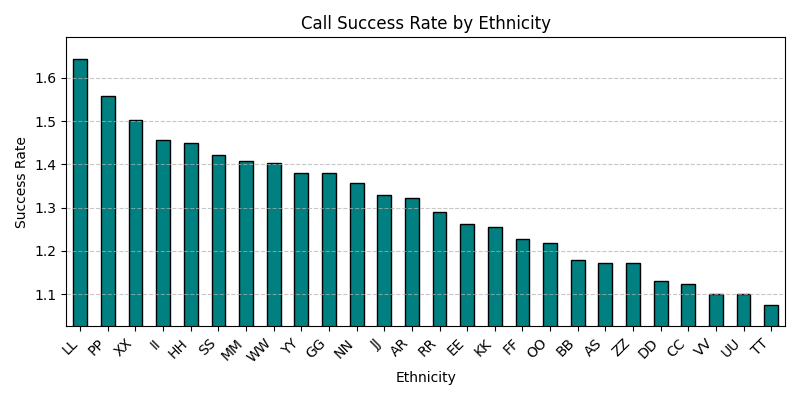 Call Success Rate by Ethnicity
Success Rate
1.6
1.5
1.4
1.3
1.2
1.1
LL PP XX II HH SS MM WW YY GG NN JJ AR RR EE KK FF OO BB AS ZZ DD CC VV UU TT
Ethnicity